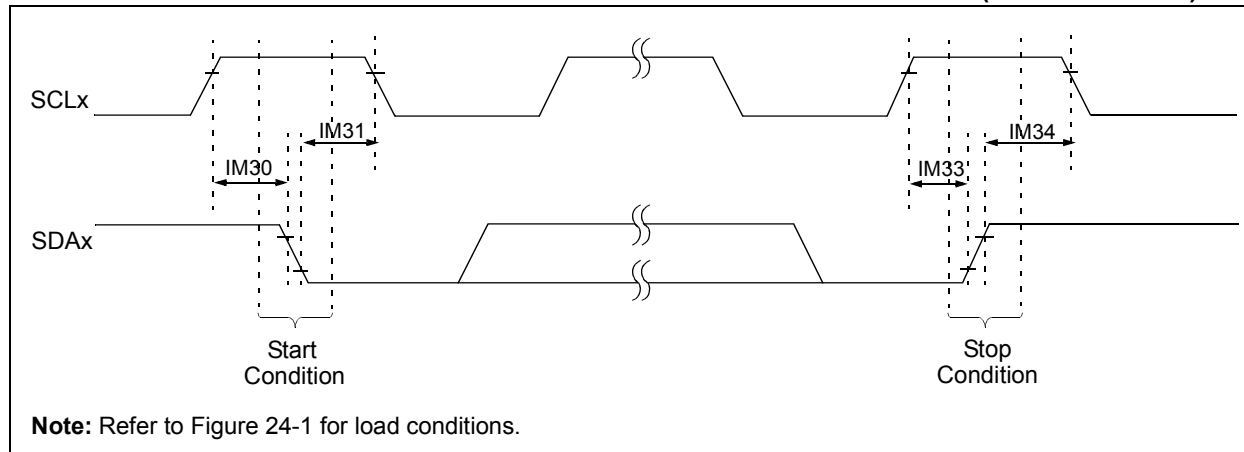 SCLx
IM31
IM34
IM30
IM33
SDAx
Start
Condition
Stop
Condition
Note: Refer to Figure 24-1 for load conditions.